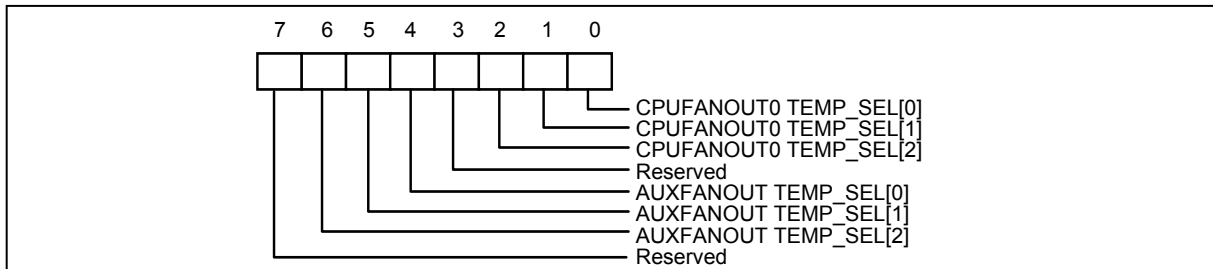 7 6 5 4 3 2 1 0
CPUFANOUT0 TEMP_SEL[0]
CPUFANOUT0 TEMP_SEL[1]
CPUFANOUT0 TEMP_SEL[2]
Reserved
AUXFANOUT TEMP_SEL[0]
AUXFANOUT TEMP_SEL[1]
AUXFANOUT TEMP_SEL[2]
Reserved